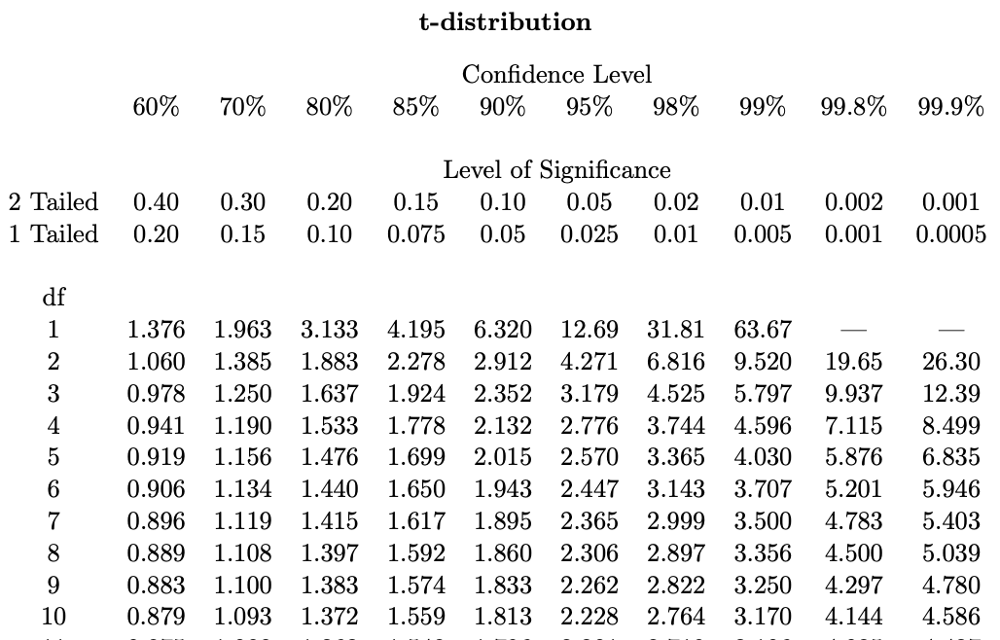 t-distribution
Confidence Level
60% 70% 80% 85% 90% 95% 98% 99% 99.8% 99.9%
Level of Significance
2 Tailed 0.40 0.30 0.20 0.15 0.10 0.05 0.02 0.01 0.002 0.001
1 Tailed 0.20 0.15 0.10 0.075 0.05 0.025 0.01 0.005 0.001 0.0005
df
1 1.376 1.963 3.133 4.195 6.320 12.69 31.81 63.67 — —
2 1.060 1.385 1.883 2.278 2.912 4.271 6.816 9.520 19.65 26.30
3 0.978 1.250 1.637 1.924 2.352 3.179 4.525 5.797 9.937 12.39
4 0.941 1.190 1.533 1.778 2.132 2.776 3.744 4.596 7.115 8.499
5 0.919 1.156 1.476 1.699 2.015 2.570 3.365 4.030 5.876 6.835
6 0.906 1.134 1.440 1.650 1.943 2.447 3.143 3.707 5.201 5.946
7 0.896 1.119 1.415 1.617 1.895 2.365 2.999 3.500 4.783 5.403
8 0.889 1.108 1.397 1.592 1.860 2.306 2.897 3.356 4.500 5.039
9 0.883 1.100 1.383 1.574 1.833 2.262 2.822 3.250 4.297 4.780
10 0.879 1.093 1.372 1.559 1.813 2.228 2.764 3.170 4.144 4.586